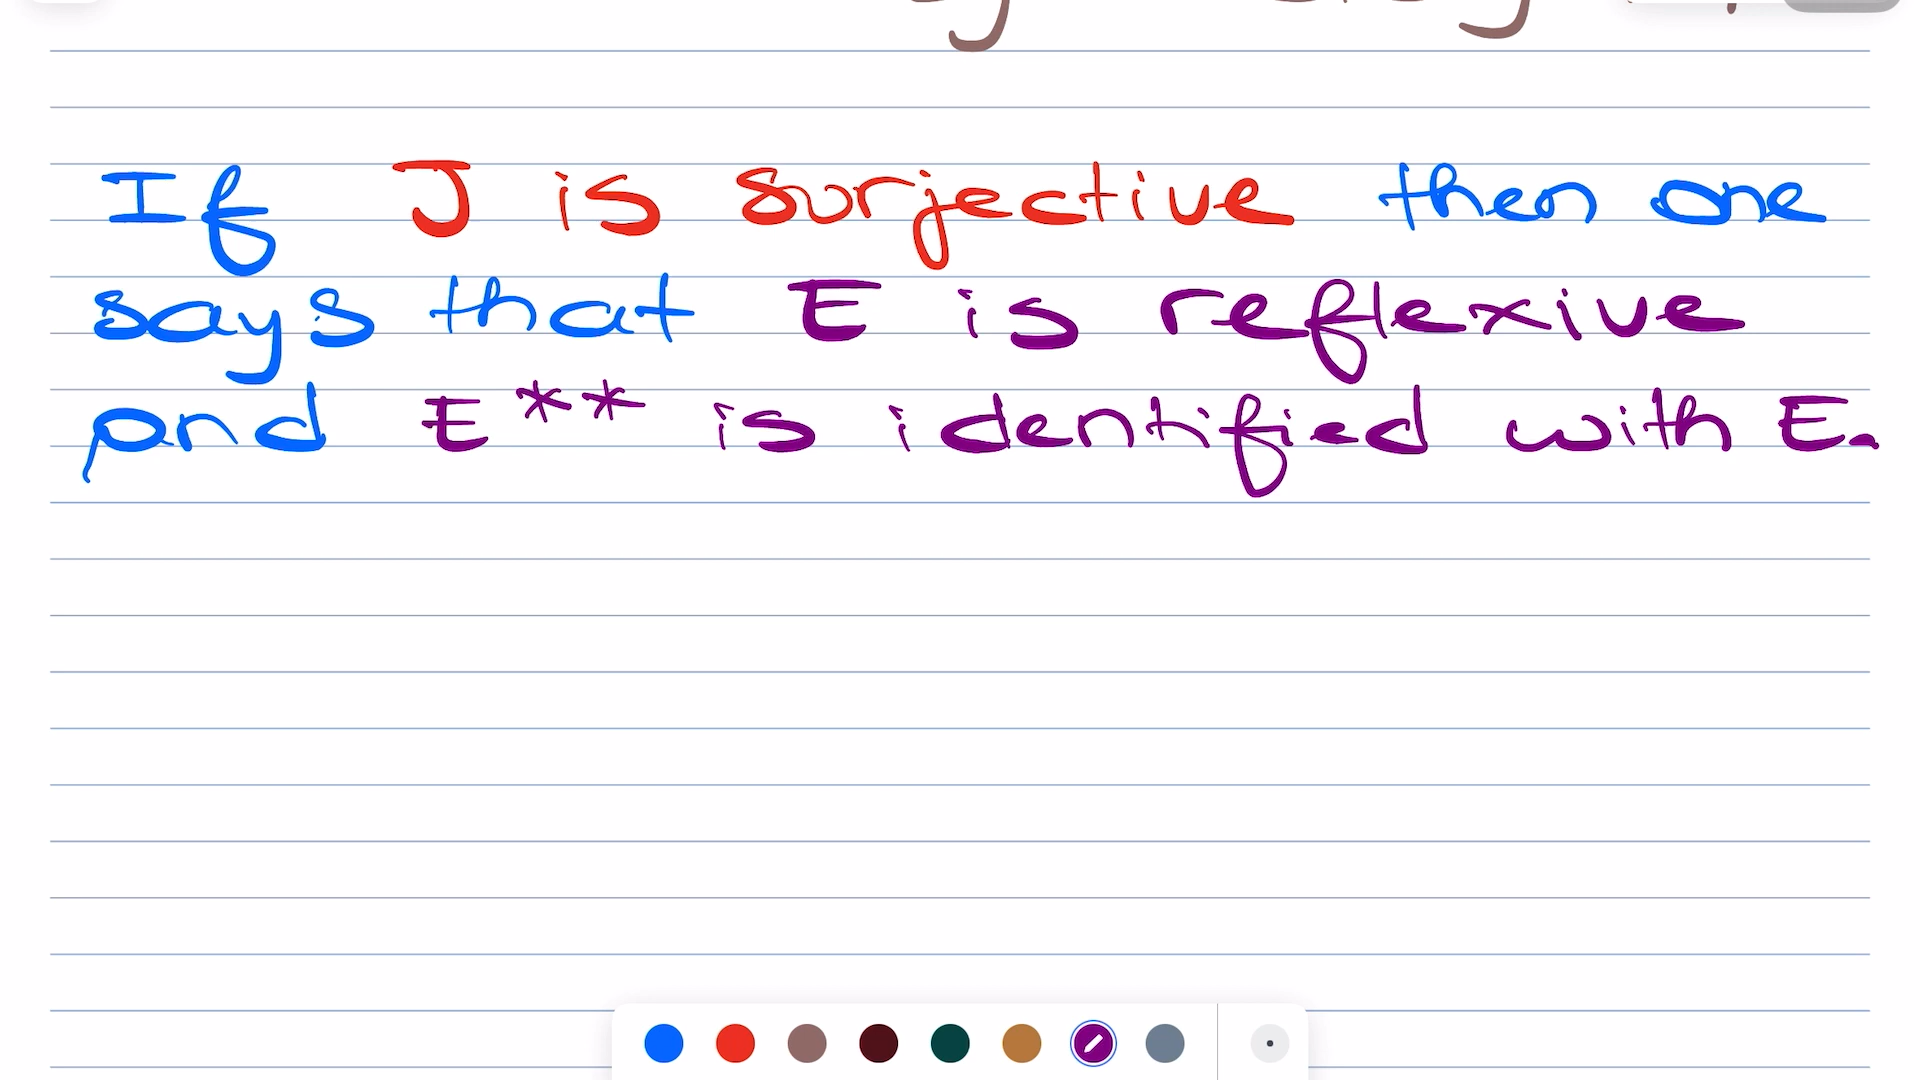 If J is surjective then one
says that E is reflexive
and E** is identified with E.